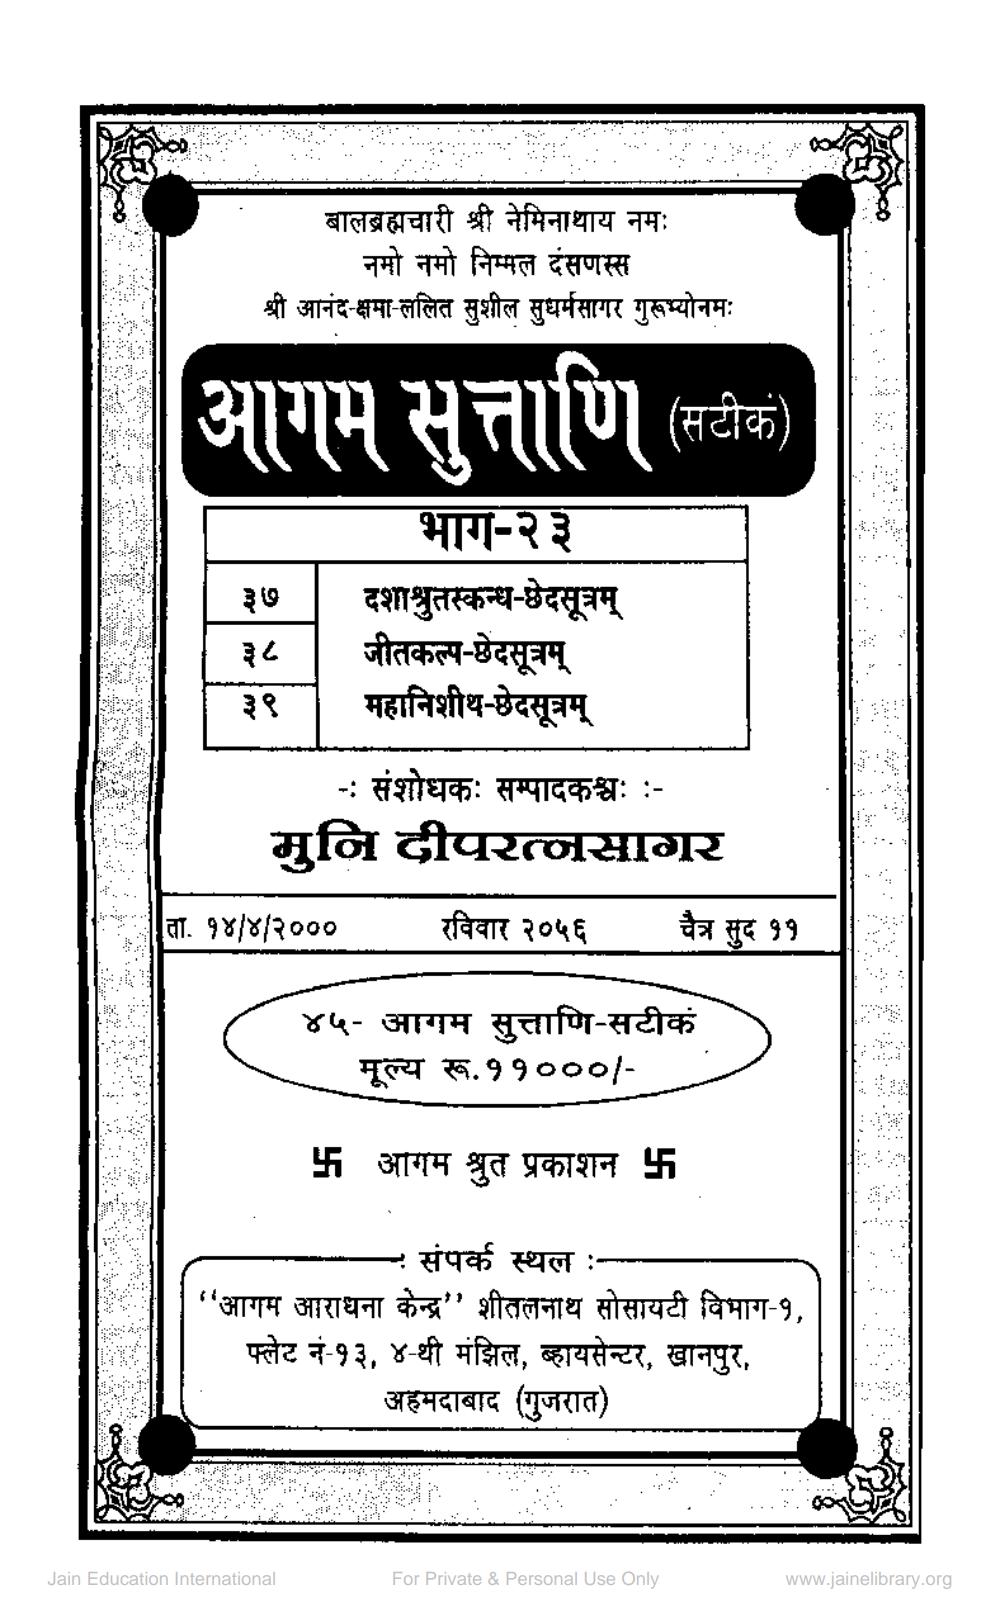 बालब्रह्मचारी श्री नेमिनाथाय नमः
नमो नमो निम्मल दंसणस्स
श्री आनंद-क्षमा-ललित सुशील सुधर्मसागर गुरूभ्योनमः
आगम सुत्ताणि (सटीकं)
भाग-२३
३७ दशाश्रुतस्कन्ध-छेदसूत्रम्
३८ जीतकल्प-छेदसूत्रम्
३९ महानिशीथ-छेदसूत्रम्
-: संशोधकः सम्पादकश्चः :-
मुनि दीपरत्नसागर
ता. १४/४/२००० रविवार २०५६ चैत्र सुद ११
४५- आगम सुत्ताणि-सटीकं
मूल्य रू.११०००/-
卐 आगम श्रुत प्रकाशन 卐
: संपर्क स्थल :
‘‘आगम आराधना केन्द्र’’ शीतलनाथ सोसायटी विभाग-१,
फ्लेट नं-१३, ४-थी मंझिल, व्हायसेन्टर, खानपुर,
अहमदाबाद (गुजरात)
Jain Education International For Private & Personal Use Only www.jainelibrary.org